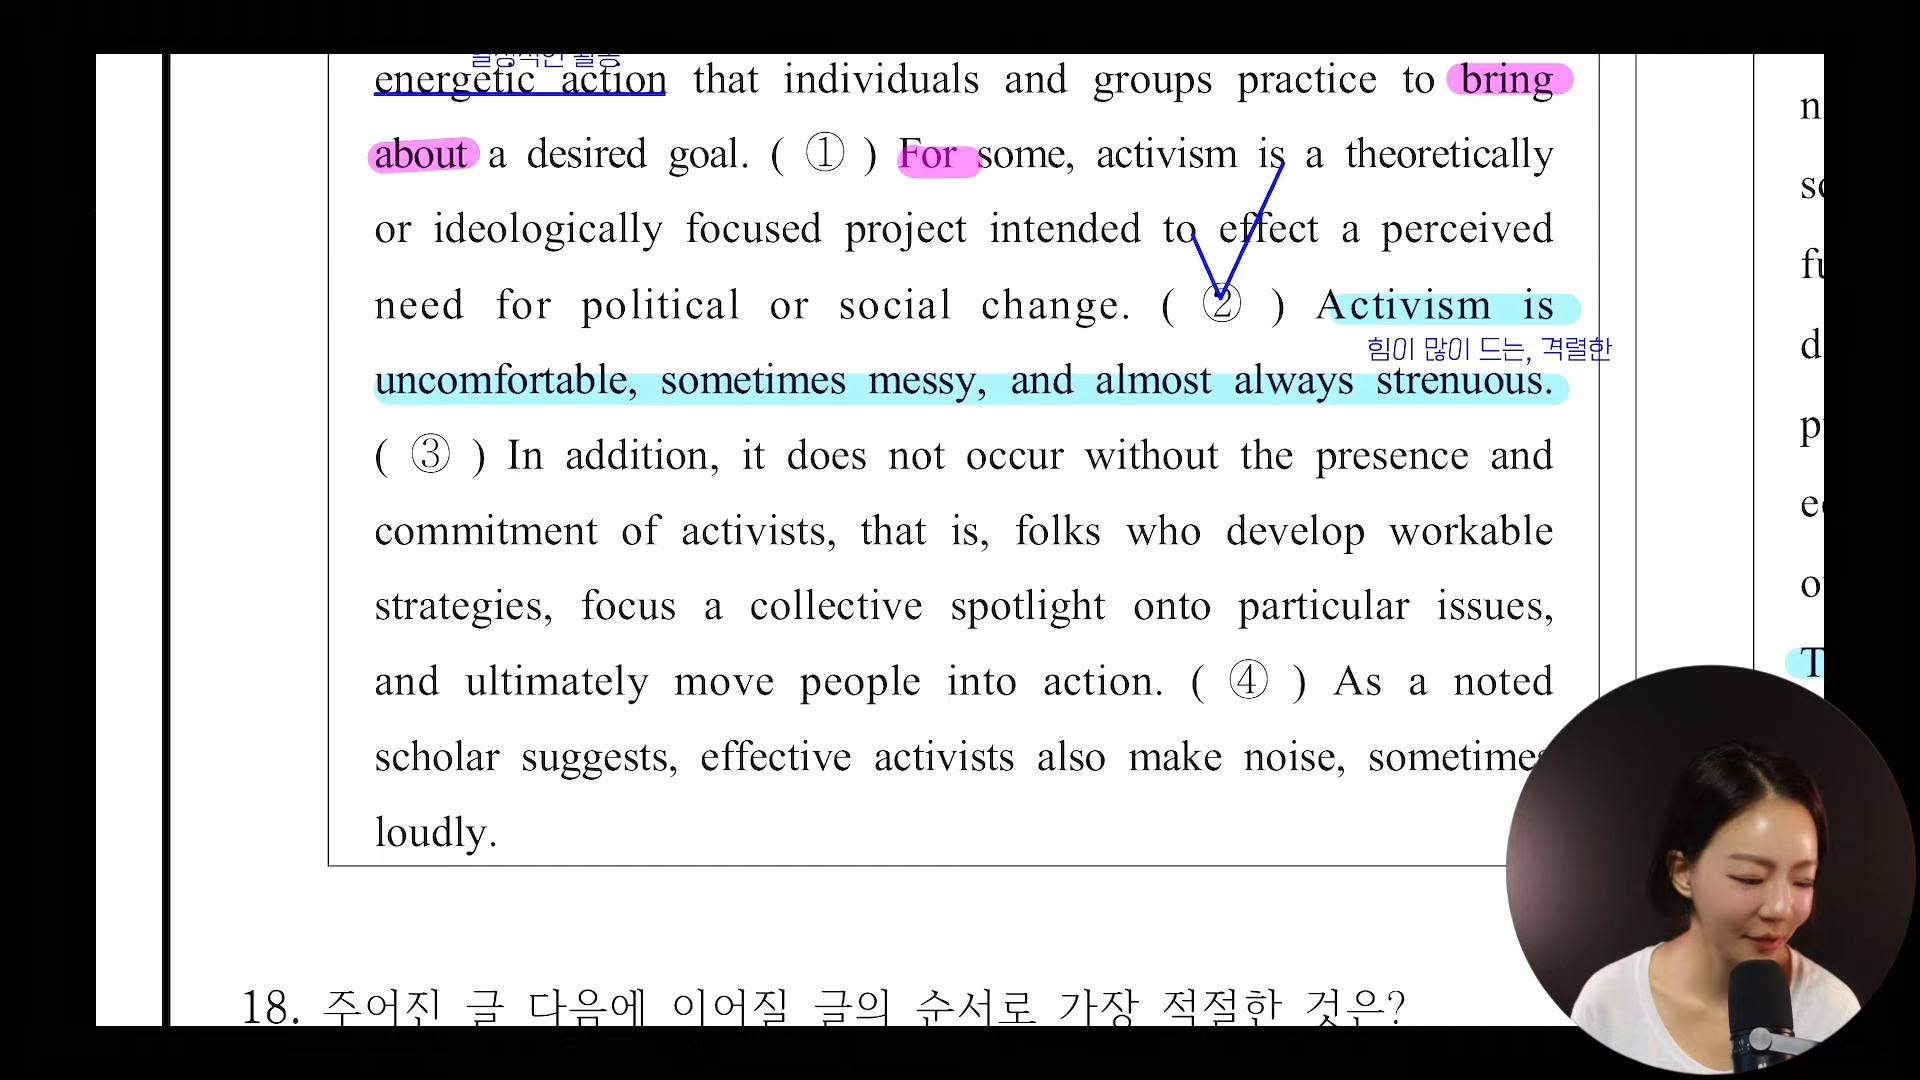 energetic action that individuals and groups practice to bring
about a desired goal. ( ① ) For some, activism is a theoretically
or ideologically focused project intended to effect a perceived
need for political or social change. ( ② ) Activism is
힘이 많이 드는, 격렬한
uncomfortable, sometimes messy, and almost always strenuous.
( ③ ) In addition, it does not occur without the presence and
commitment of activists, that is, folks who develop workable
strategies, focus a collective spotlight onto particular issues,
and ultimately move people into action. ( ④ ) As a noted
scholar suggests, effective activists also make noise, sometimes
loudly.
18. 주어진 글 다음에 이어질 글의 순서로 가장 적절한 것은?